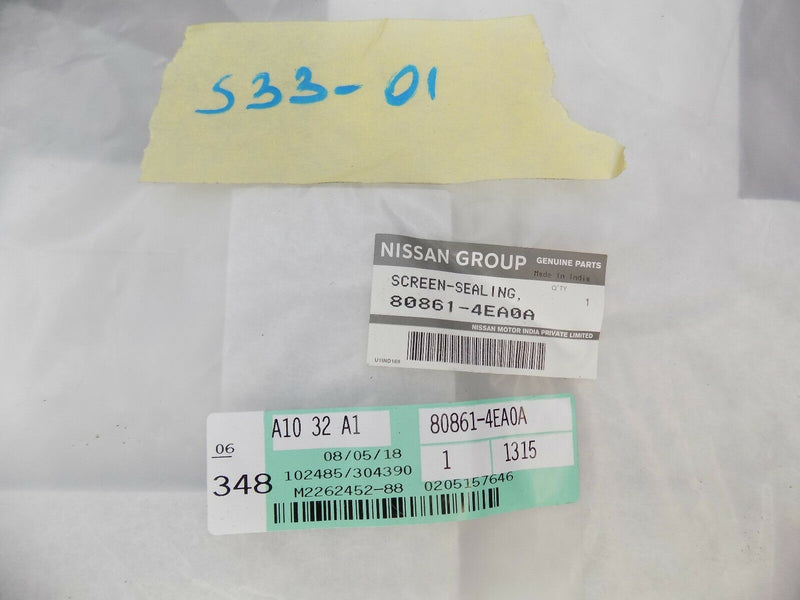 S33-01
NISSAN GROUP GENUINE PARTS
Made in India
SCREEN-SEALING, Q'TY 1
80861-4EA0A
NISSAN MOTOR INDIA PRIVATE LIMITED
A10 32 A1 80861-4EA0A
06 08/05/18 1 1315
348 102485/304390
M2262452-88 0205157646